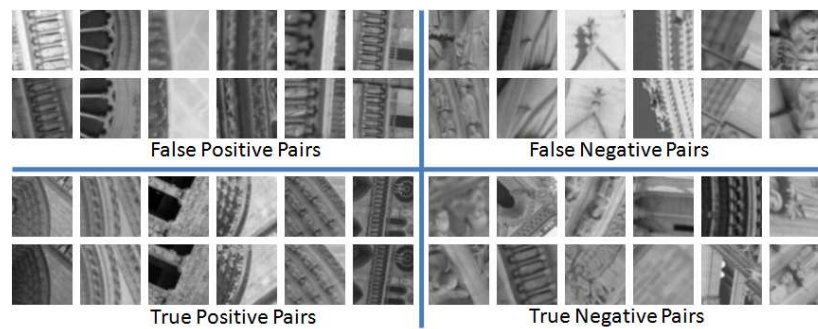 False Positive Pairs
False Negative Pairs
True Positive Pairs
True Negative Pairs